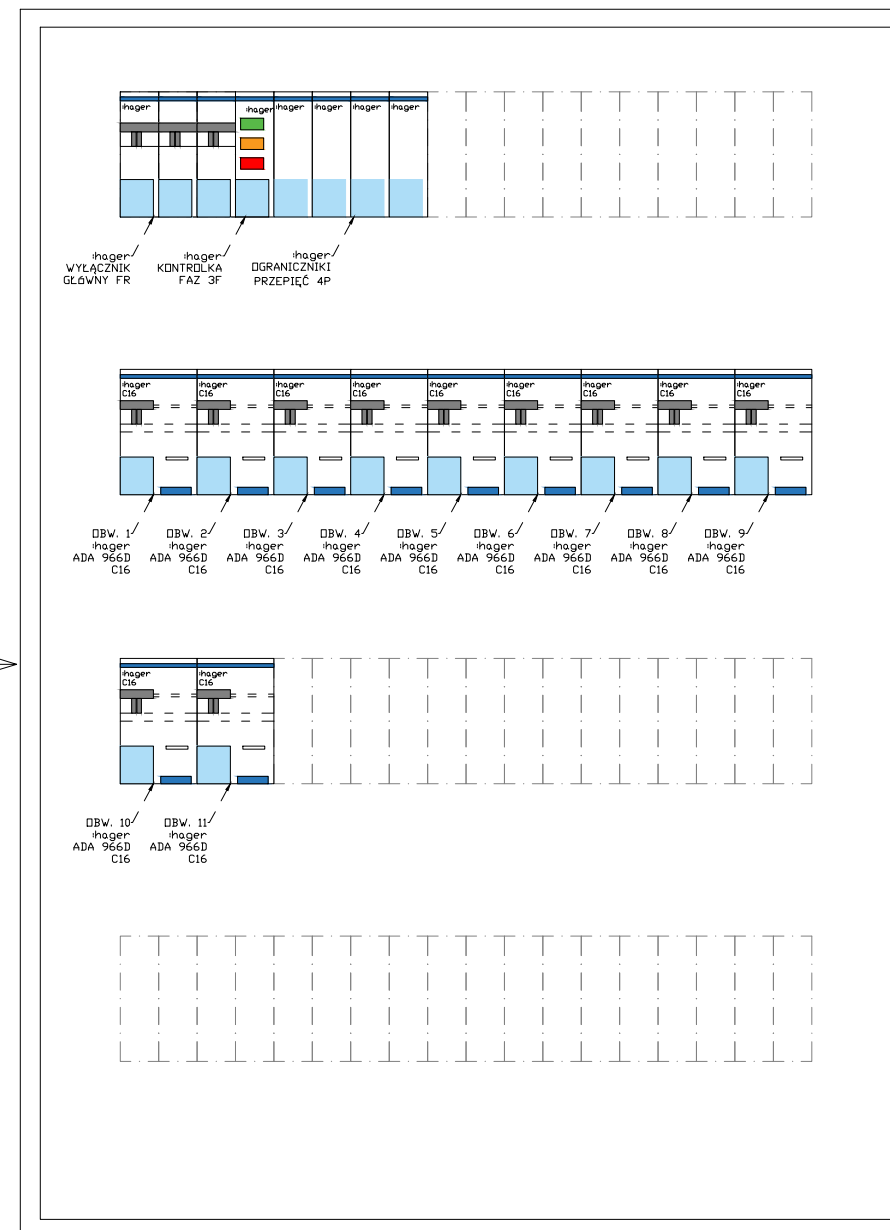 :hager :hager :hager :hager :hager :hager
:hager
WYŁĄCZNIK
GŁÓWNY FR
:hager
KONTROLKA
FAZ 3F
:hager
OGRANICZNIKI
PRZEPIĘĆ 4P
:hager :hager :hager :hager :hager :hager :hager :hager :hager
C16 C16 C16 C16 C16 C16 C16 C16 C16
OBW. 1 OBW. 2 OBW. 3 OBW. 4 OBW. 5 OBW. 6 OBW. 7 OBW. 8 OBW. 9
:hager :hager :hager :hager :hager :hager :hager :hager :hager
ADA 966D ADA 966D ADA 966D ADA 966D ADA 966D ADA 966D ADA 966D ADA 966D ADA 966D
C16 C16 C16 C16 C16 C16 C16 C16 C16
:hager :hager
C16 C16
OBW. 10 OBW. 11
:hager :hager
ADA 966D ADA 966D
C16 C16